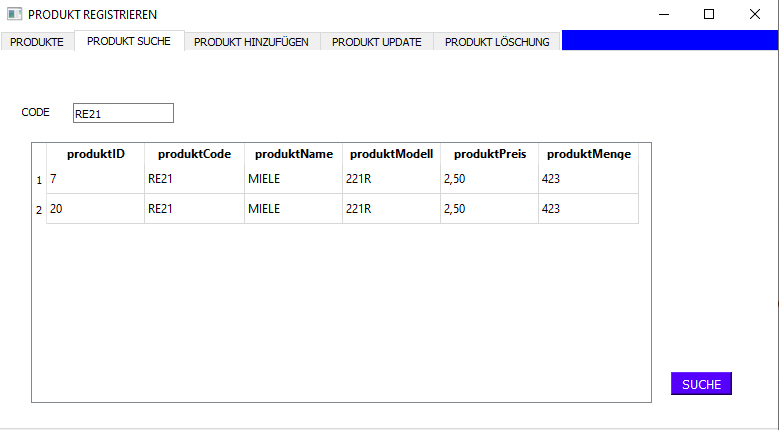 PRODUKT REGISTRIEREN
PRODUKTE PRODUKT SUCHE PRODUKT HINZUFÜGEN PRODUKT UPDATE PRODUKT LÖSCHUNG
CODE RE21
produktID produktCode produktName produktModell produktPreis produktMenge
1 7 RE21 MIELE 221R 2,50 423
2 20 RE21 MIELE 221R 2,50 423
SUCHE